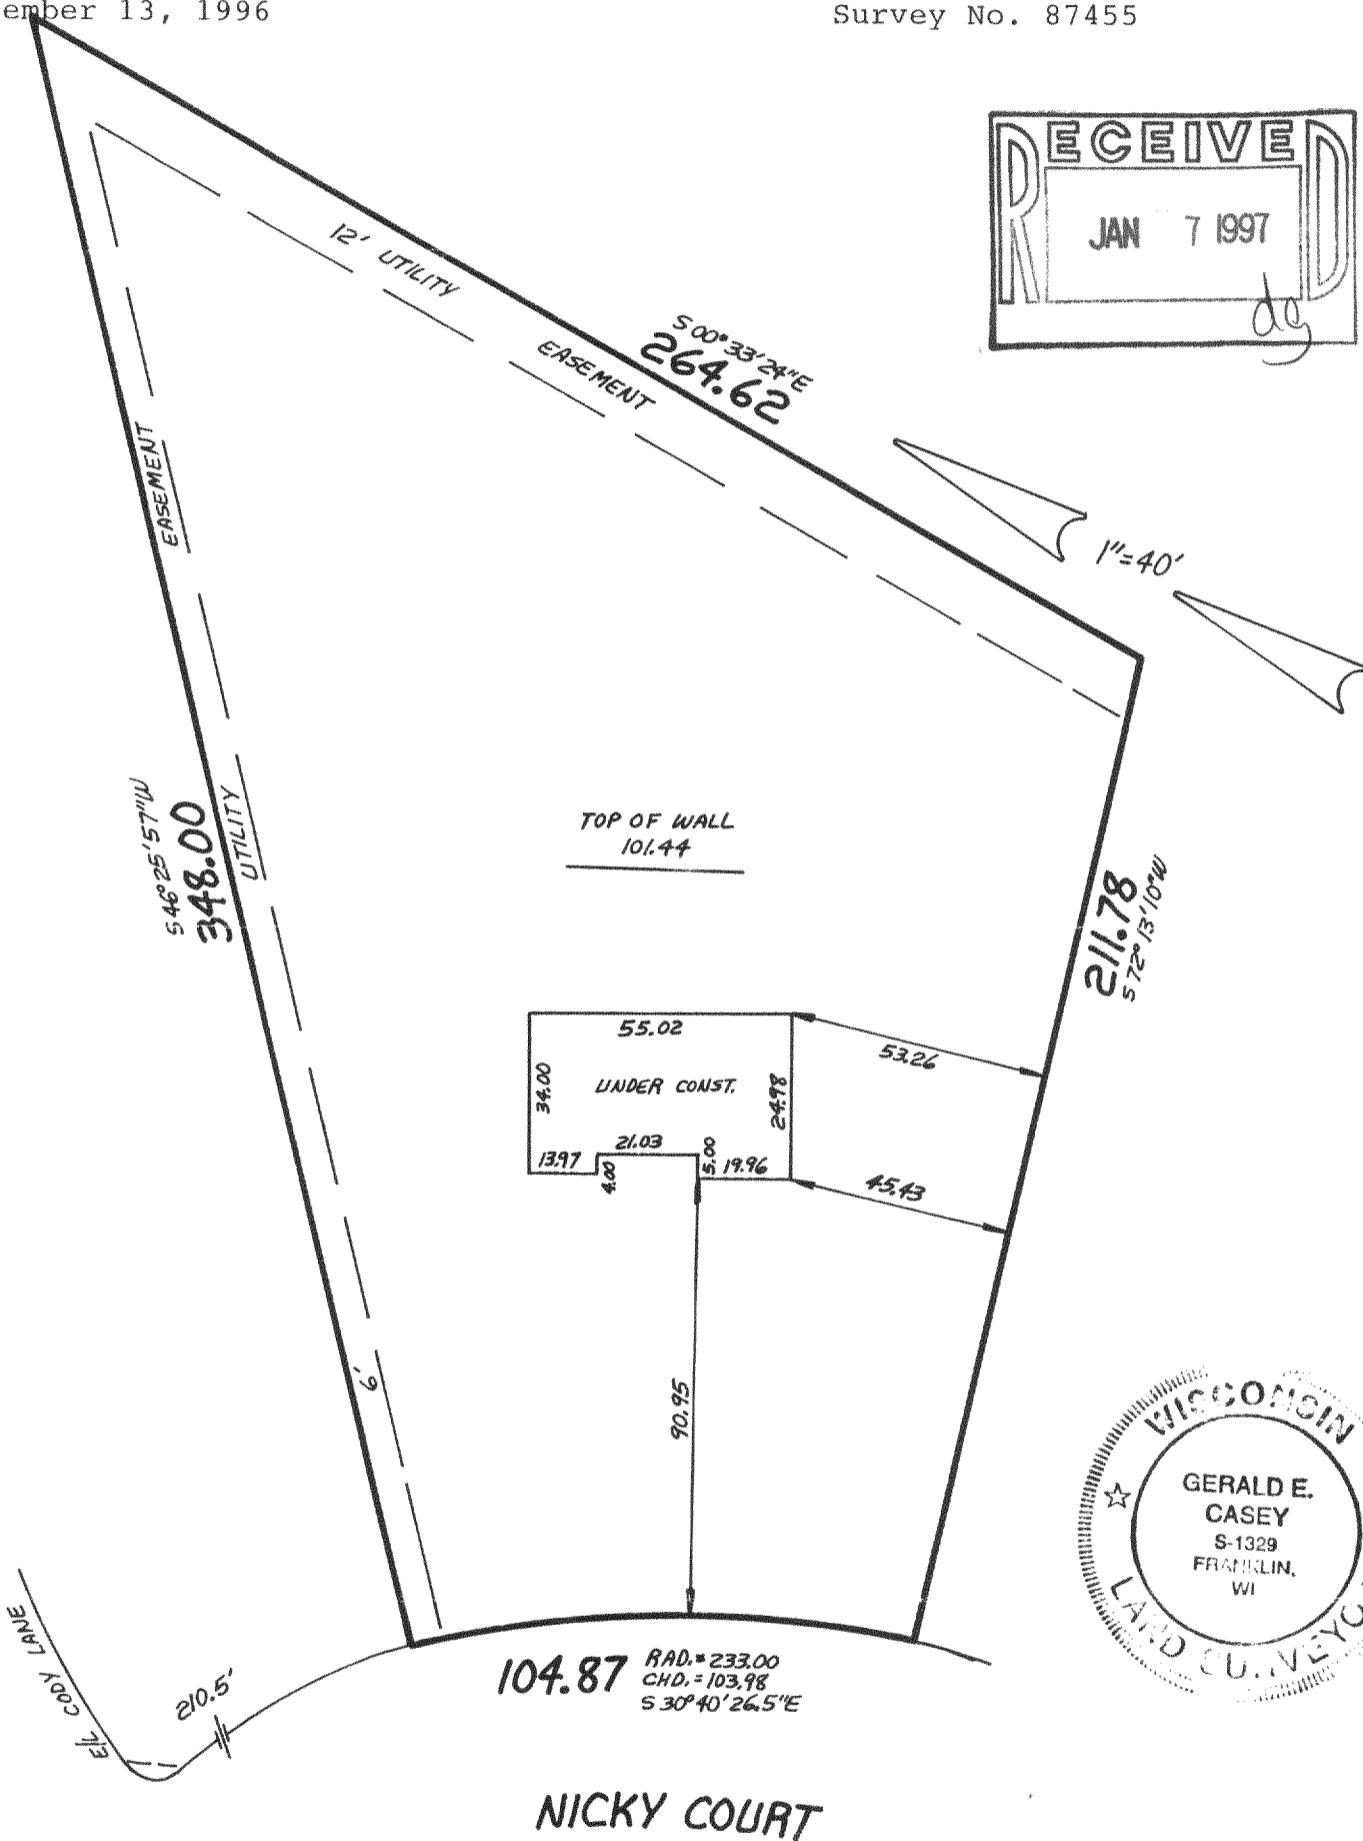 ember 13, 1996
Survey No. 87455
RECEIVED
JAN 7 1997
dg
12' UTILITY
EASEMENT
S 00°33'24"E
264.62
1"=40'
EASEMENT
UTILITY
6'
S 46°25'57"W
348.00
TOP OF WALL
101.44
211.78
S 72°13'10"W
55.02
53.26
34.00
UNDER CONST.
24.98
21.03
13.97
4.00
5.00
19.96
45.43
90.95
WISCONSIN
GERALD E.
CASEY
S-1329
FRANKLIN,
WI
LAND SURVEYO
E/L CODY LANE
210.5'
104.87
RAD.=233.00
CHD.=103.98
S 30°40'26.5"E
NICKY COURT